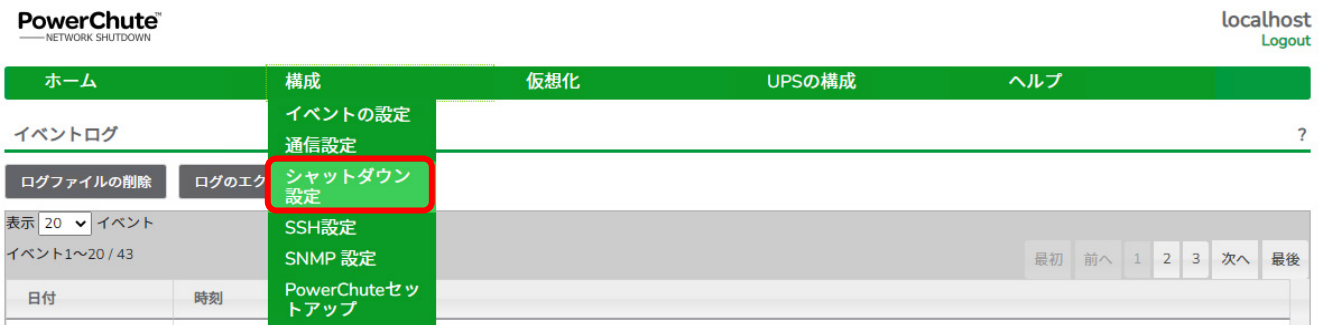 PowerChute™
NETWORK SHUTDOWN
localhost
Logout
ホーム
構成
仮想化
UPSの構成
ヘルプ
イベントの設定
イベントログ
?
通信設定
ログファイルの削除
ログのエク
シャットダウン
設定
表示 20 イベント
SSH設定
イベント1～20 / 43
SNMP 設定
最初 前へ 1 2 3 次へ 最後
日付
時刻
PowerChuteセッ
トアップ